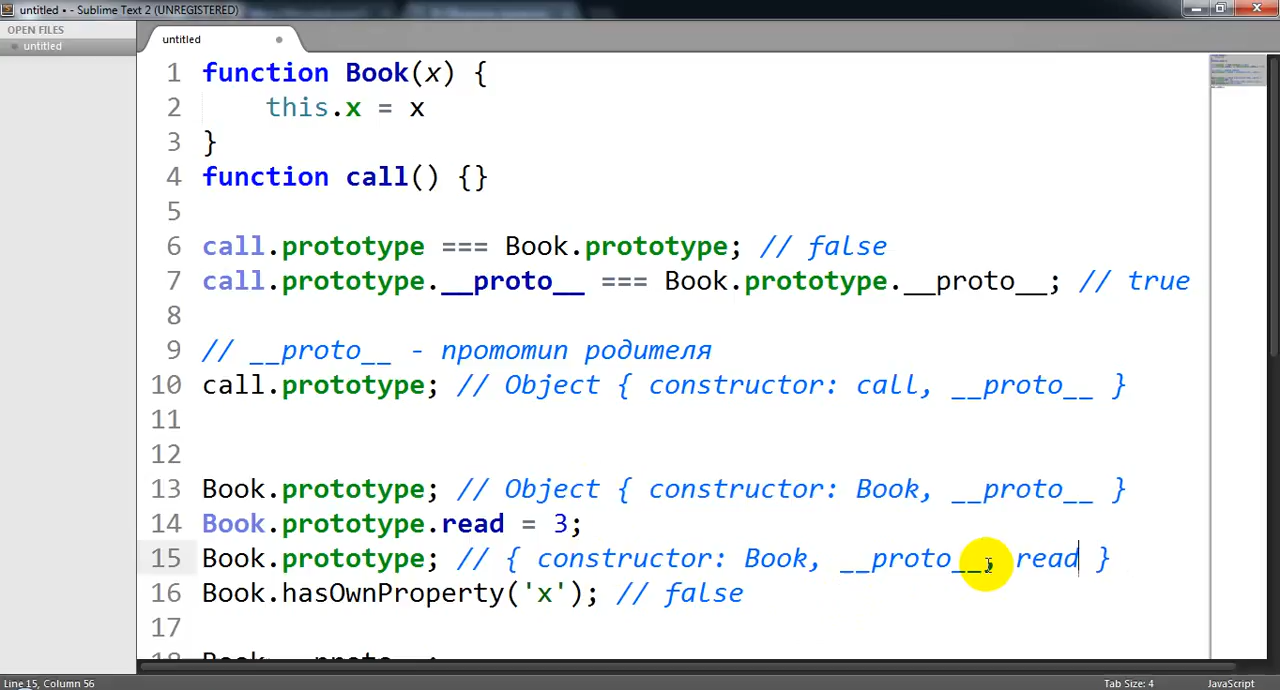 untitled • - Sublime Text 2 (UNREGISTERED)
OPEN FILES
untitled
untitled
1 function Book(x) {
2     this.x = x
3 }
4 function call() {}
5
6 call.prototype === Book.prototype; // false
7 call.prototype.__proto__ === Book.prototype.__proto__; // true
8
9 // __proto__ - прототип родителя
10 call.prototype; // Object { constructor: call, __proto__ }
11
12
13 Book.prototype; // Object { constructor: Book, __proto__ }
14 Book.prototype.read = 3;
15 Book.prototype; // { constructor: Book, __proto__, read }
16 Book.hasOwnProperty('x'); // false
17
18 Book.__proto__;
Line 15, Column 56
Tab Size: 4
JavaScript